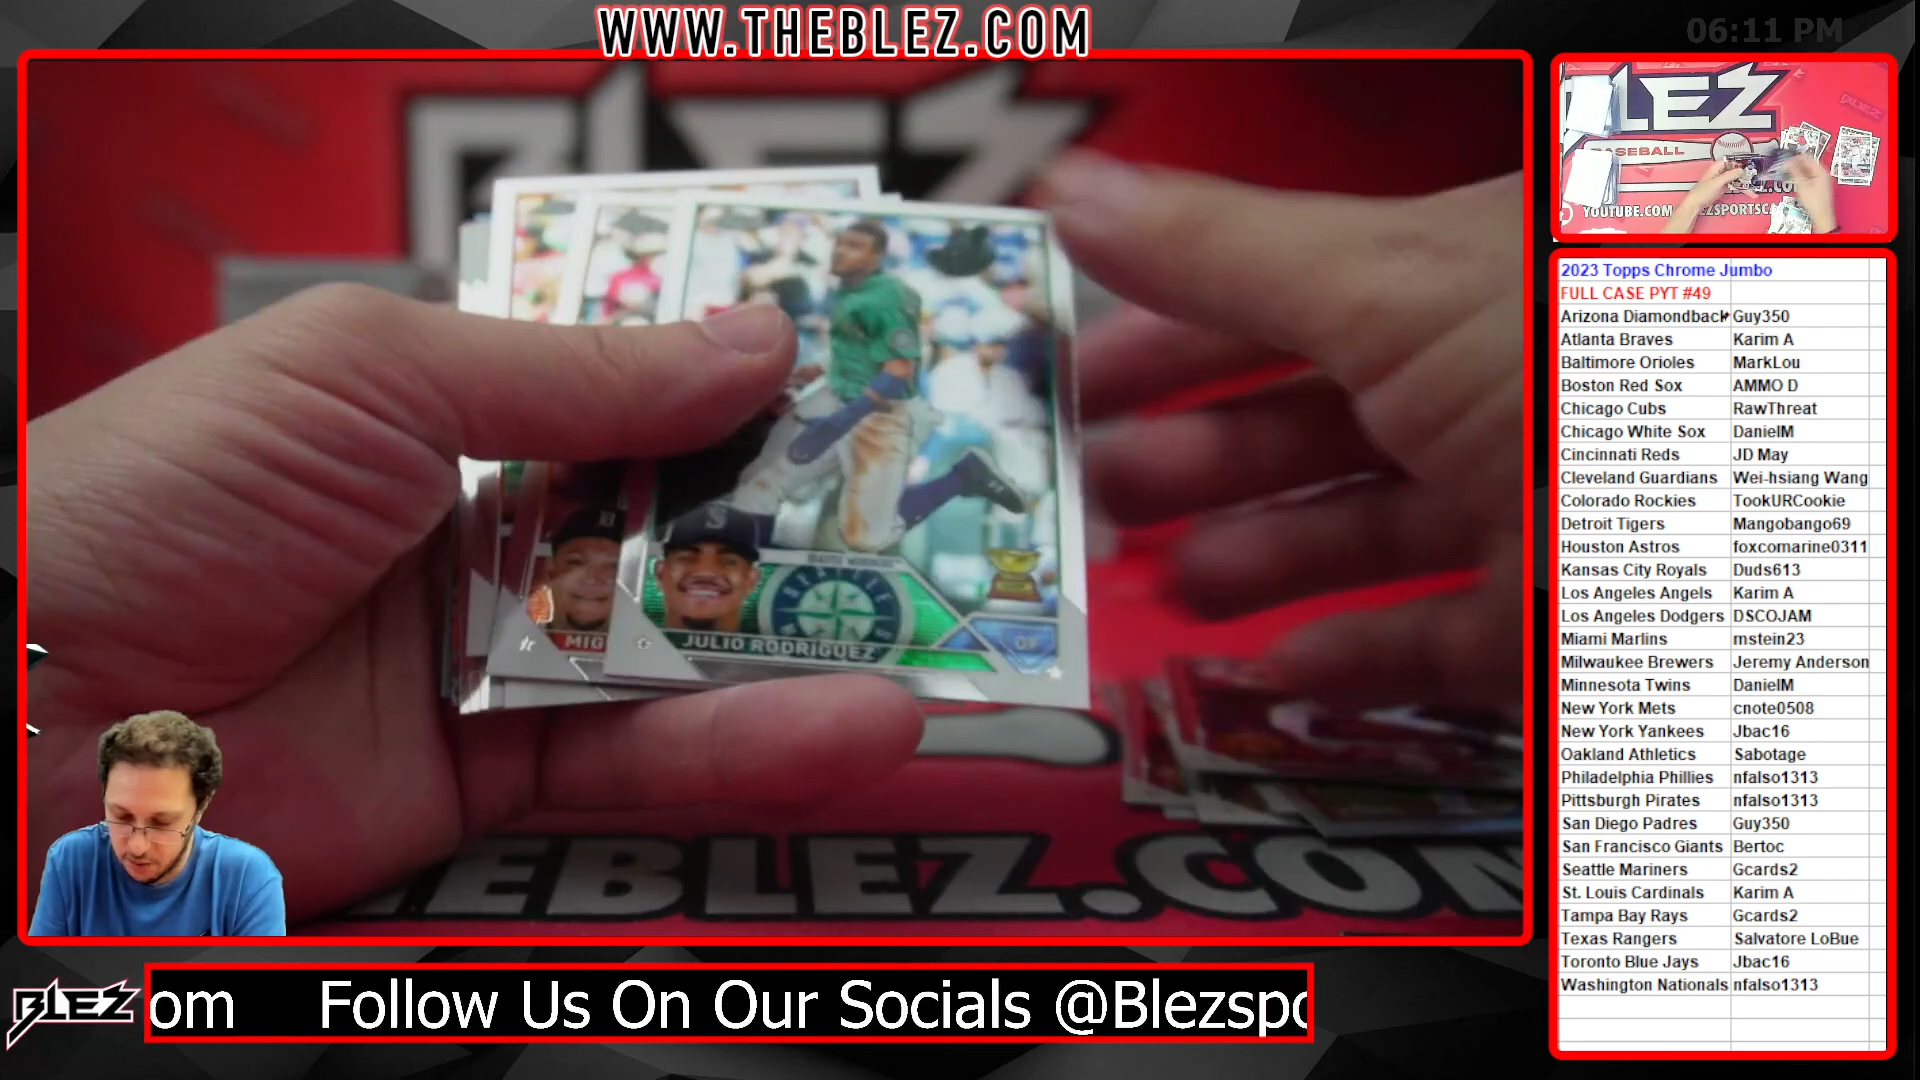 WWW.THEBLEZ.COM
06:11 PM
BLEZ
JULIO RODRIGUEZ
MIG
OF
THEBLEZ.COM
LEZ
BASEBALL
YOUTUBE.COM
2023 Topps Chrome Jumbo
FULL CASE PYT #49
Arizona Diamondback Guy350
Atlanta Braves Karim A
Baltimore Orioles MarkLou
Boston Red Sox AMMO D
Chicago Cubs RawThreat
Chicago White Sox DanielM
Cincinnati Reds JD May
Cleveland Guardians Wei-hsiang Wang
Colorado Rockies TookURCookie
Detroit Tigers Mangobango69
Houston Astros foxcomarine0311
Kansas City Royals Duds613
Los Angeles Angels Karim A
Los Angeles Dodgers DSCOJAM
Miami Marlins mstein23
Milwaukee Brewers Jeremy Anderson
Minnesota Twins DanielM
New York Mets cnote0508
New York Yankees Jbac16
Oakland Athletics Sabotage
Philadelphia Phillies nfalso1313
Pittsburgh Pirates nfalso1313
San Diego Padres Guy350
San Francisco Giants Bertoc
Seattle Mariners Gcards2
St. Louis Cardinals Karim A
Tampa Bay Rays Gcards2
Texas Rangers Salvatore LoBue
Toronto Blue Jays Jbac16
Washington Nationals nfalso1313
BLEZ
om Follow Us On Our Socials @Blezspo